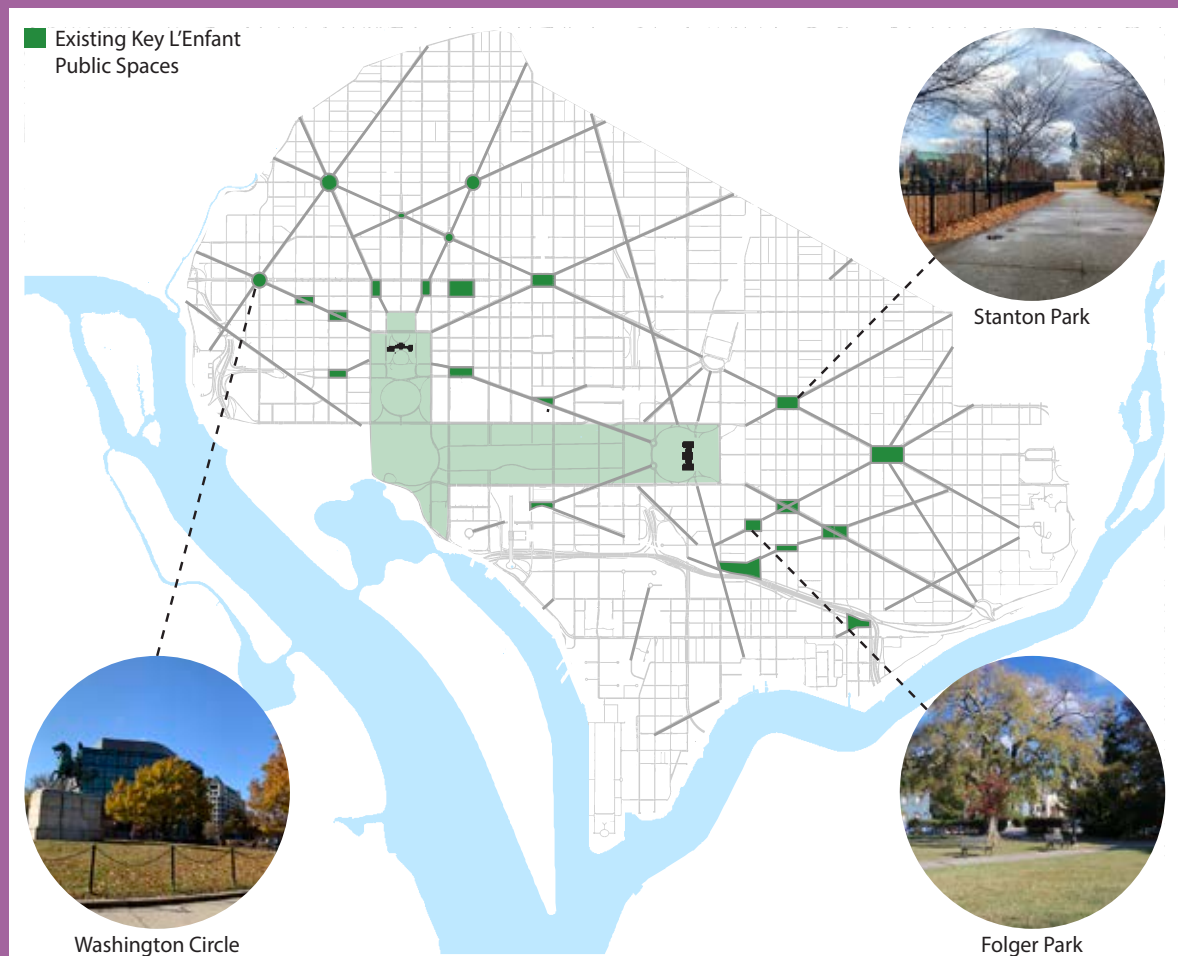 Existing Key L’Enfant
Public Spaces
Stanton Park
Washington Circle
Folger Park